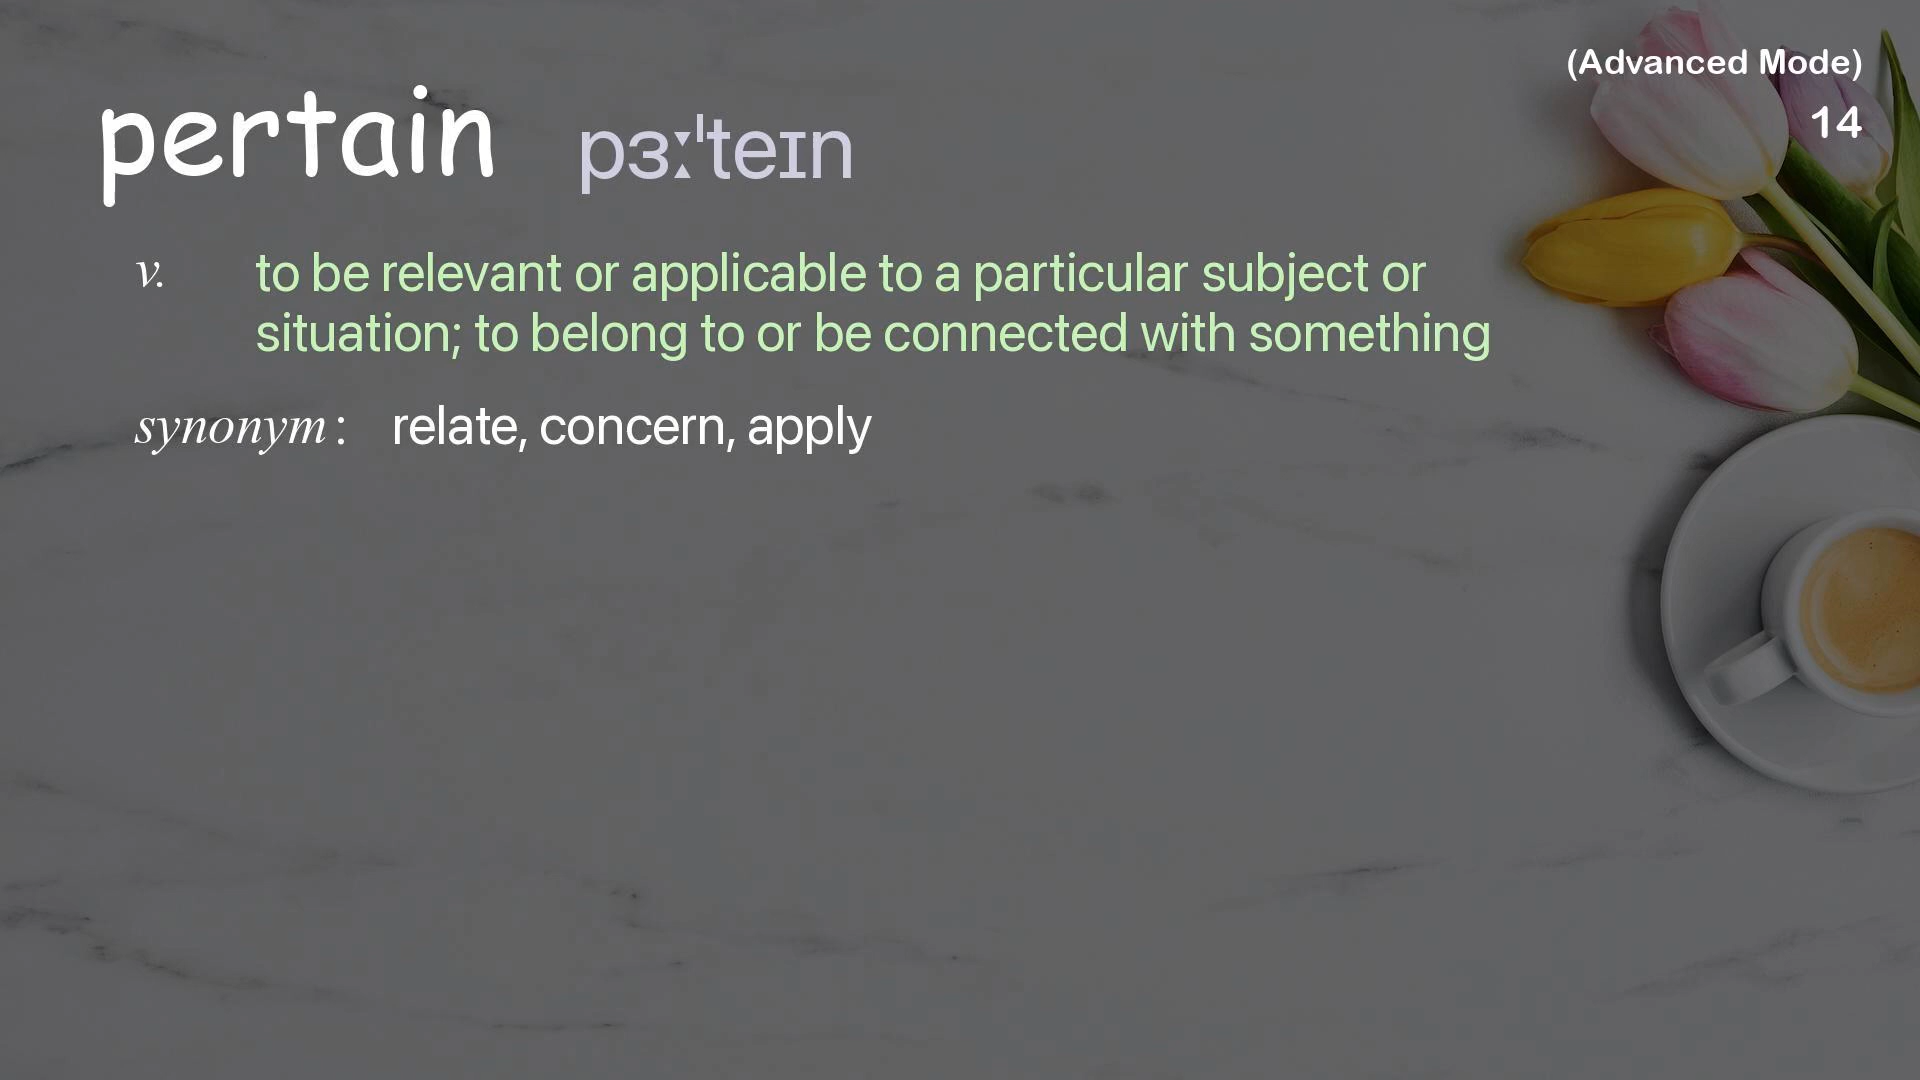 (Advanced Mode)
14
pertain pɜːˈteɪn
v. to be relevant or applicable to a particular subject or
situation; to belong to or be connected with something
synonym: relate, concern, apply